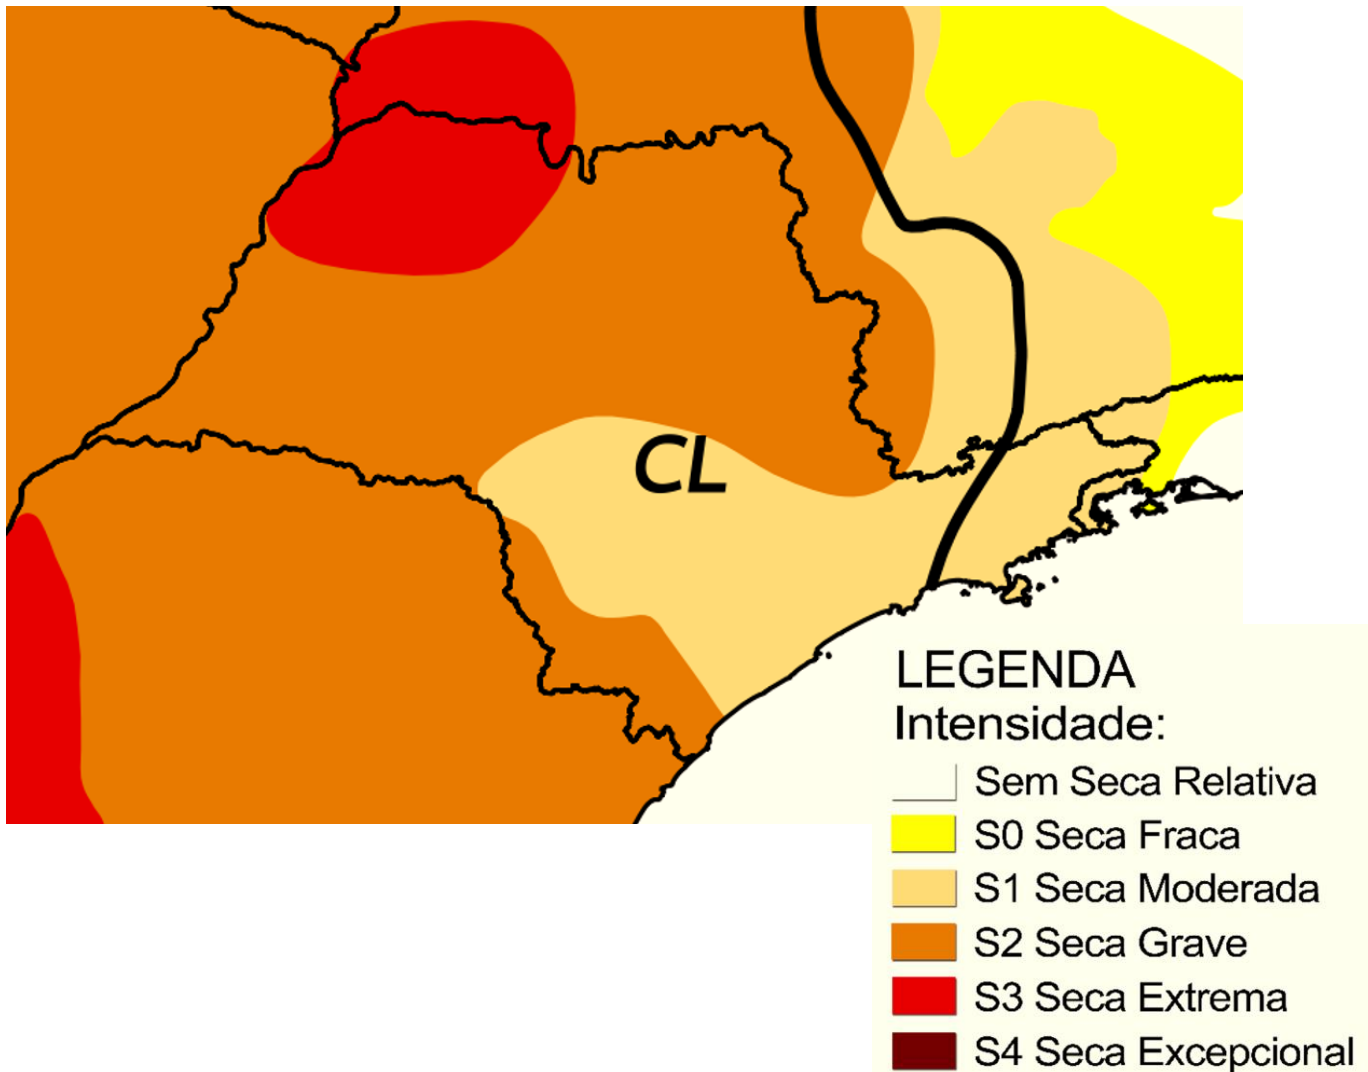 CL
LEGENDA
Intensidade:
Sem Seca Relativa
S0 Seca Fraca
S1 Seca Moderada
S2 Seca Grave
S3 Seca Extrema
S4 Seca Excepcional